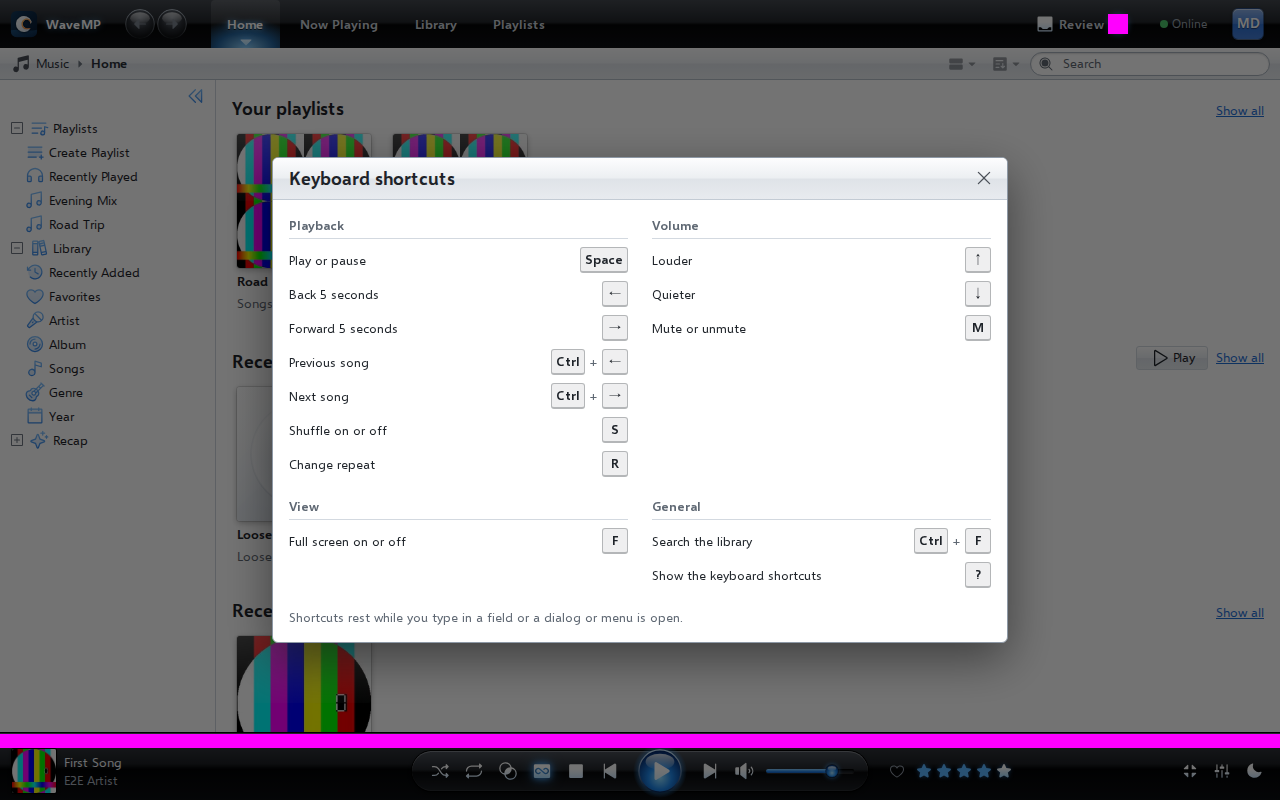 WaveMP
Home
Now Playing
Library
Playlists
Review
Online
MD
Music
Home
Search
Playlists
Create Playlist
Recently Played
Evening Mix
Road Trip
Library
Recently Added
Favorites
Artist
Album
Songs
Genre
Year
Recap
Your playlists
Show all
Road
Songs
Play
Show all
Loose
Loose
Show all
Keyboard shortcuts
Playback
Play or pause Space
Back 5 seconds ←
Forward 5 seconds →
Previous song Ctrl + ←
Next song Ctrl + →
Shuffle on or off S
Change repeat R
Volume
Louder ↑
Quieter ↓
Mute or unmute M
View
Full screen on or off F
General
Search the library Ctrl + F
Show the keyboard shortcuts ?
Shortcuts rest while you type in a field or a dialog or menu is open.
First Song
E2E Artist